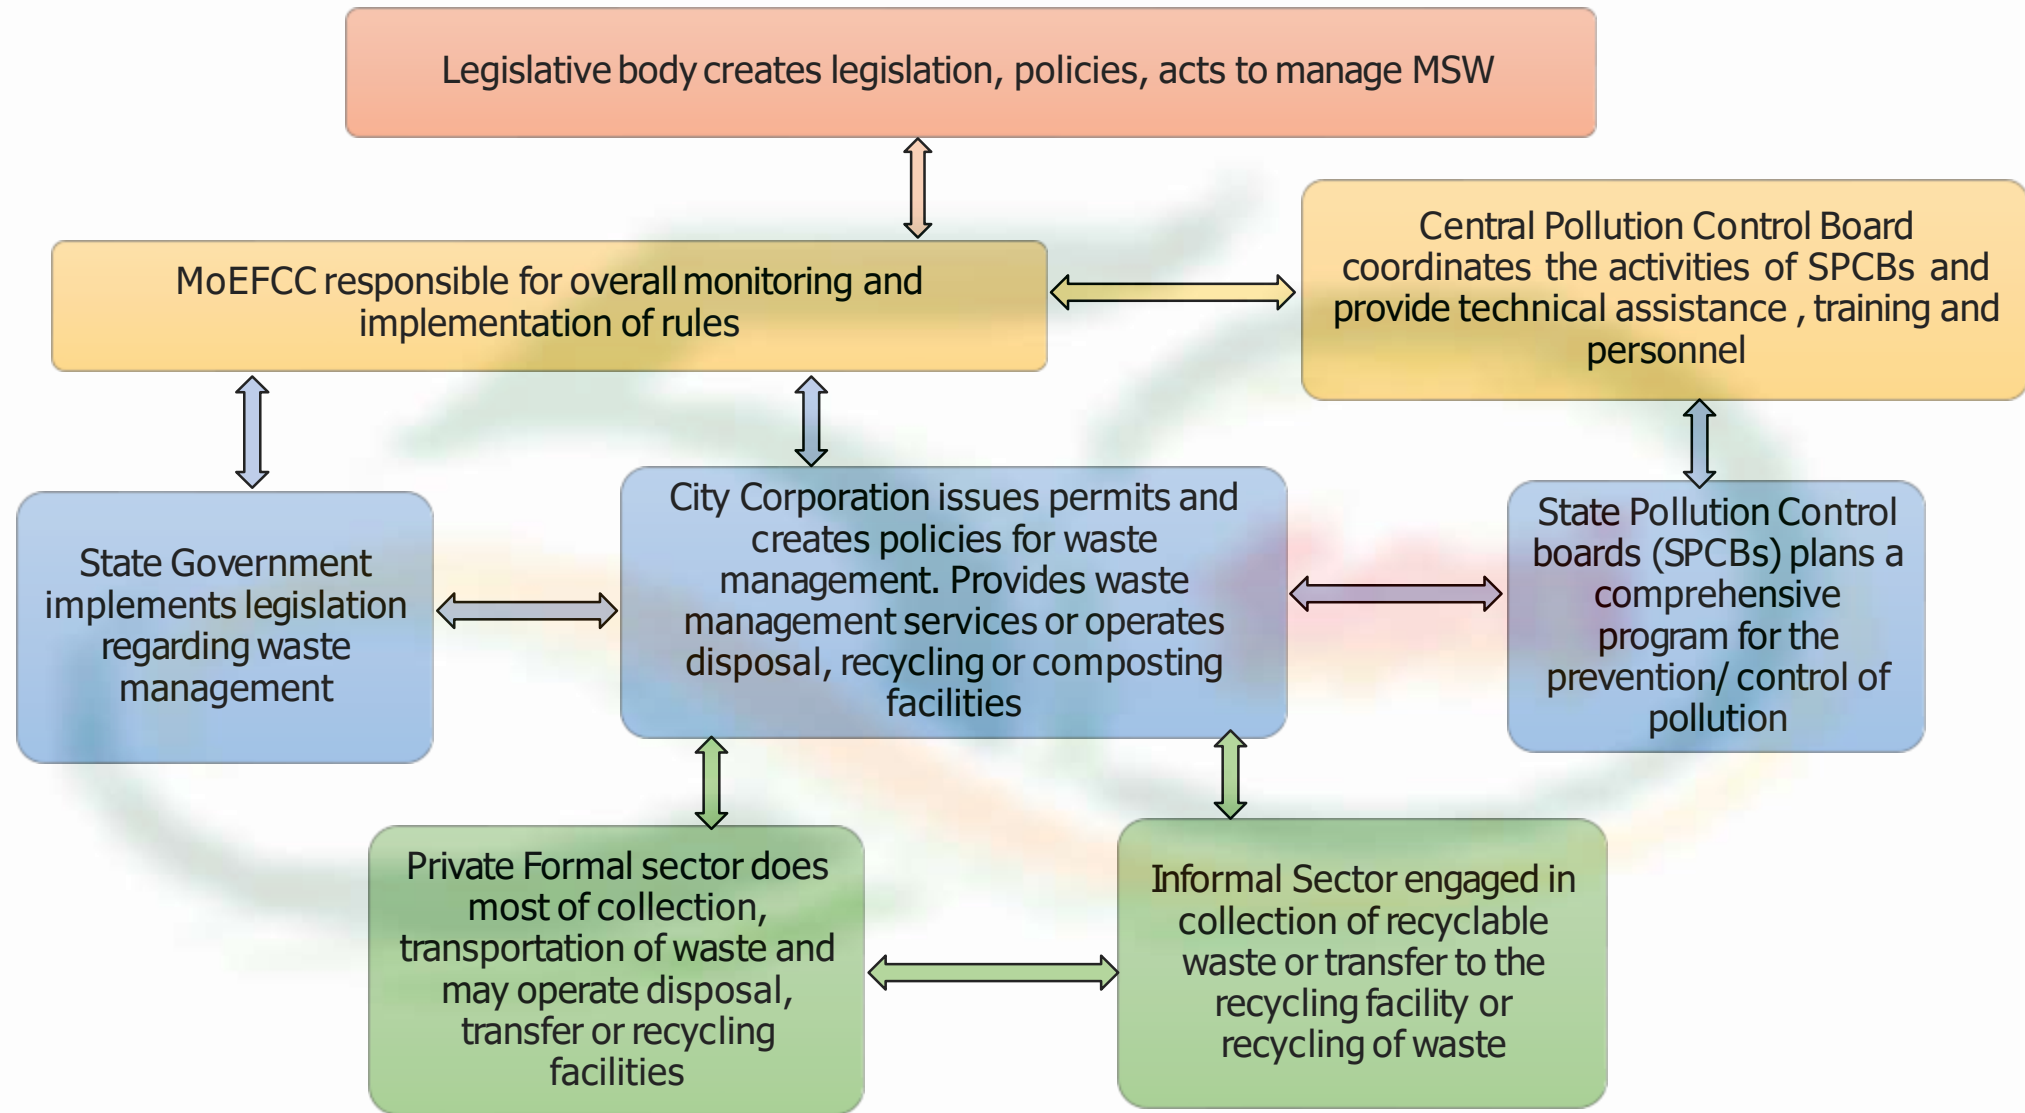 Legislative body creates legislation, policies, acts to manage MSW
MoEFCC responsible for overall monitoring and
implementation of rules
Central Pollution Control Board
coordinates the activities of SPCBs and
provide technical assistance , training and
personnel
State Government
implements legislation
regarding waste
management
City Corporation issues permits and
creates policies for waste
management. Provides waste
management services or operates
disposal, recycling or composting
facilities
State Pollution Control
boards (SPCBs) plans a
comprehensive
program for the
prevention/ control of
pollution
Private Formal sector does
most of collection,
transportation of waste and
may operate disposal,
transfer or recycling
facilities
Informal Sector engaged in
collection of recyclable
waste or transfer to the
recycling facility or
recycling of waste